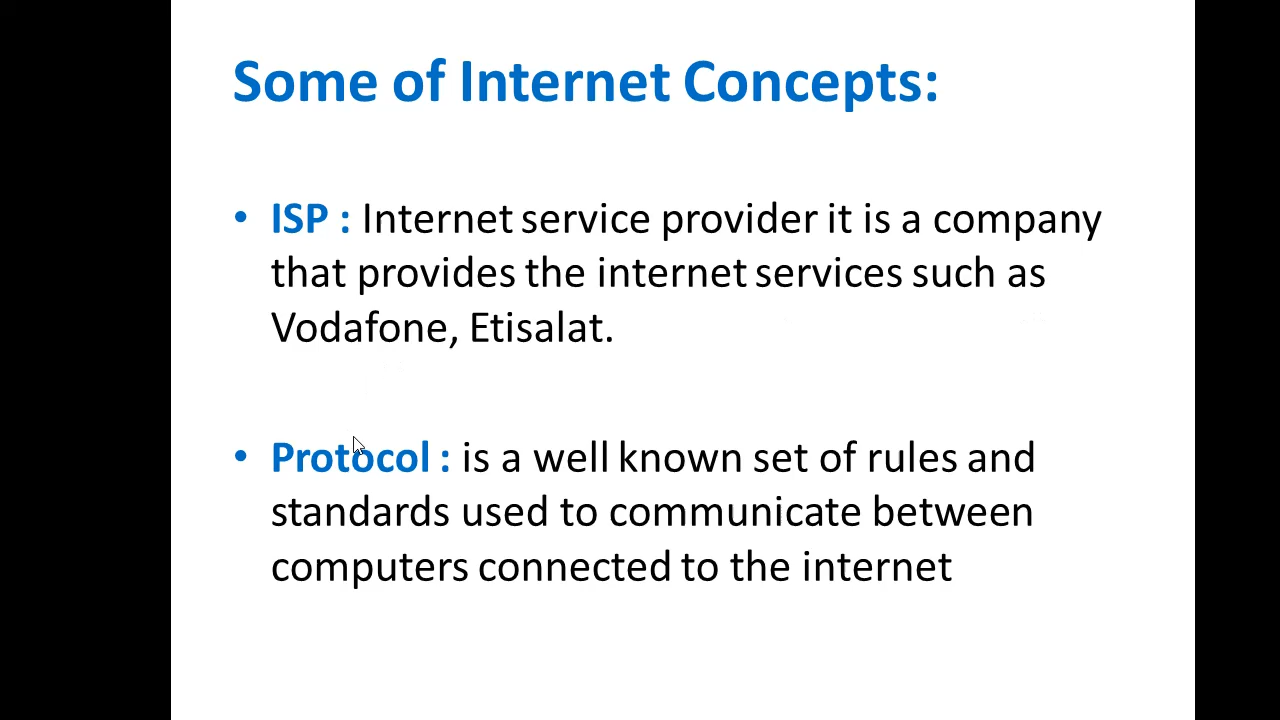 Some of Internet Concepts:
• ISP : Internet service provider it is a company
that provides the internet services such as
Vodafone, Etisalat.
• Protocol : is a well known set of rules and
standards used to communicate between
computers connected to the internet